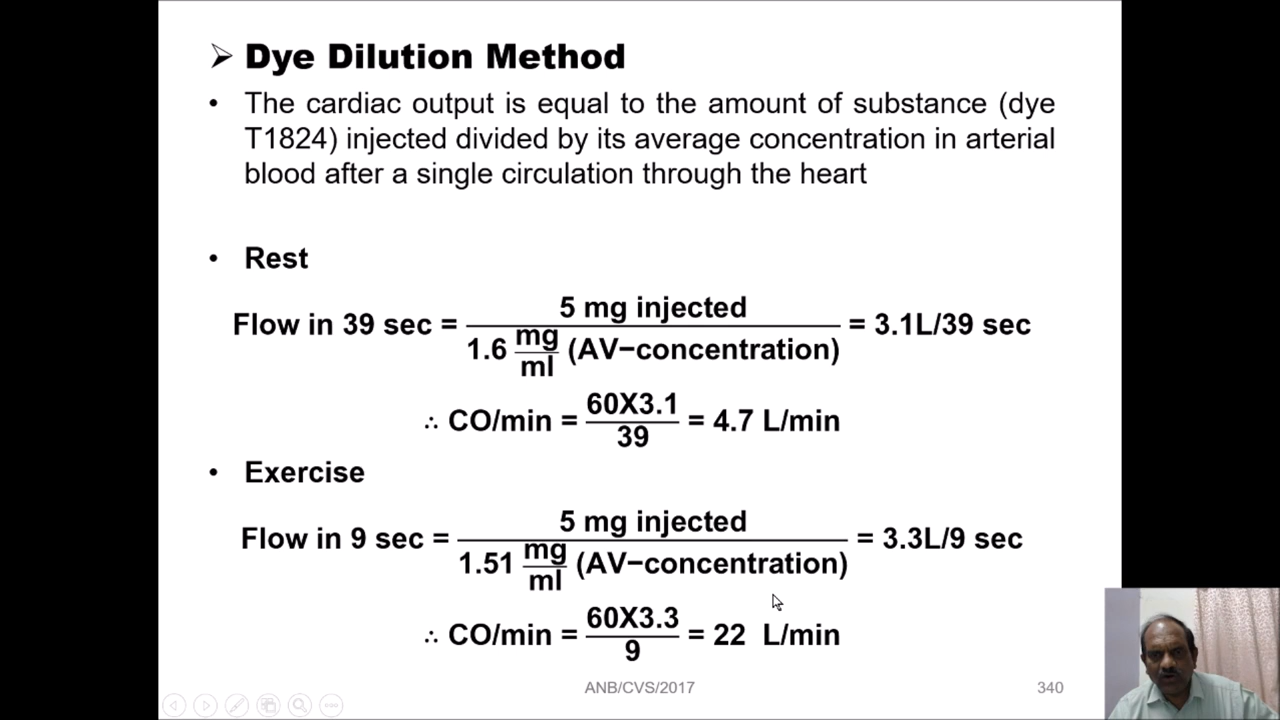 ➢ Dye Dilution Method
• The cardiac output is equal to the amount of substance (dye
T1824) injected divided by its average concentration in arterial
blood after a single circulation through the heart
• Rest
Flow in 39 sec = 5 mg injected / 1.6 mg/ml (AV−concentration) = 3.1L/39 sec
∴ CO/min = 60X3.1 / 39 = 4.7 L/min
• Exercise
Flow in 9 sec = 5 mg injected / 1.51 mg/ml (AV−concentration) = 3.3L/9 sec
∴ CO/min = 60X3.3 / 9 = 22 L/min
ANB/CVS/2017 340